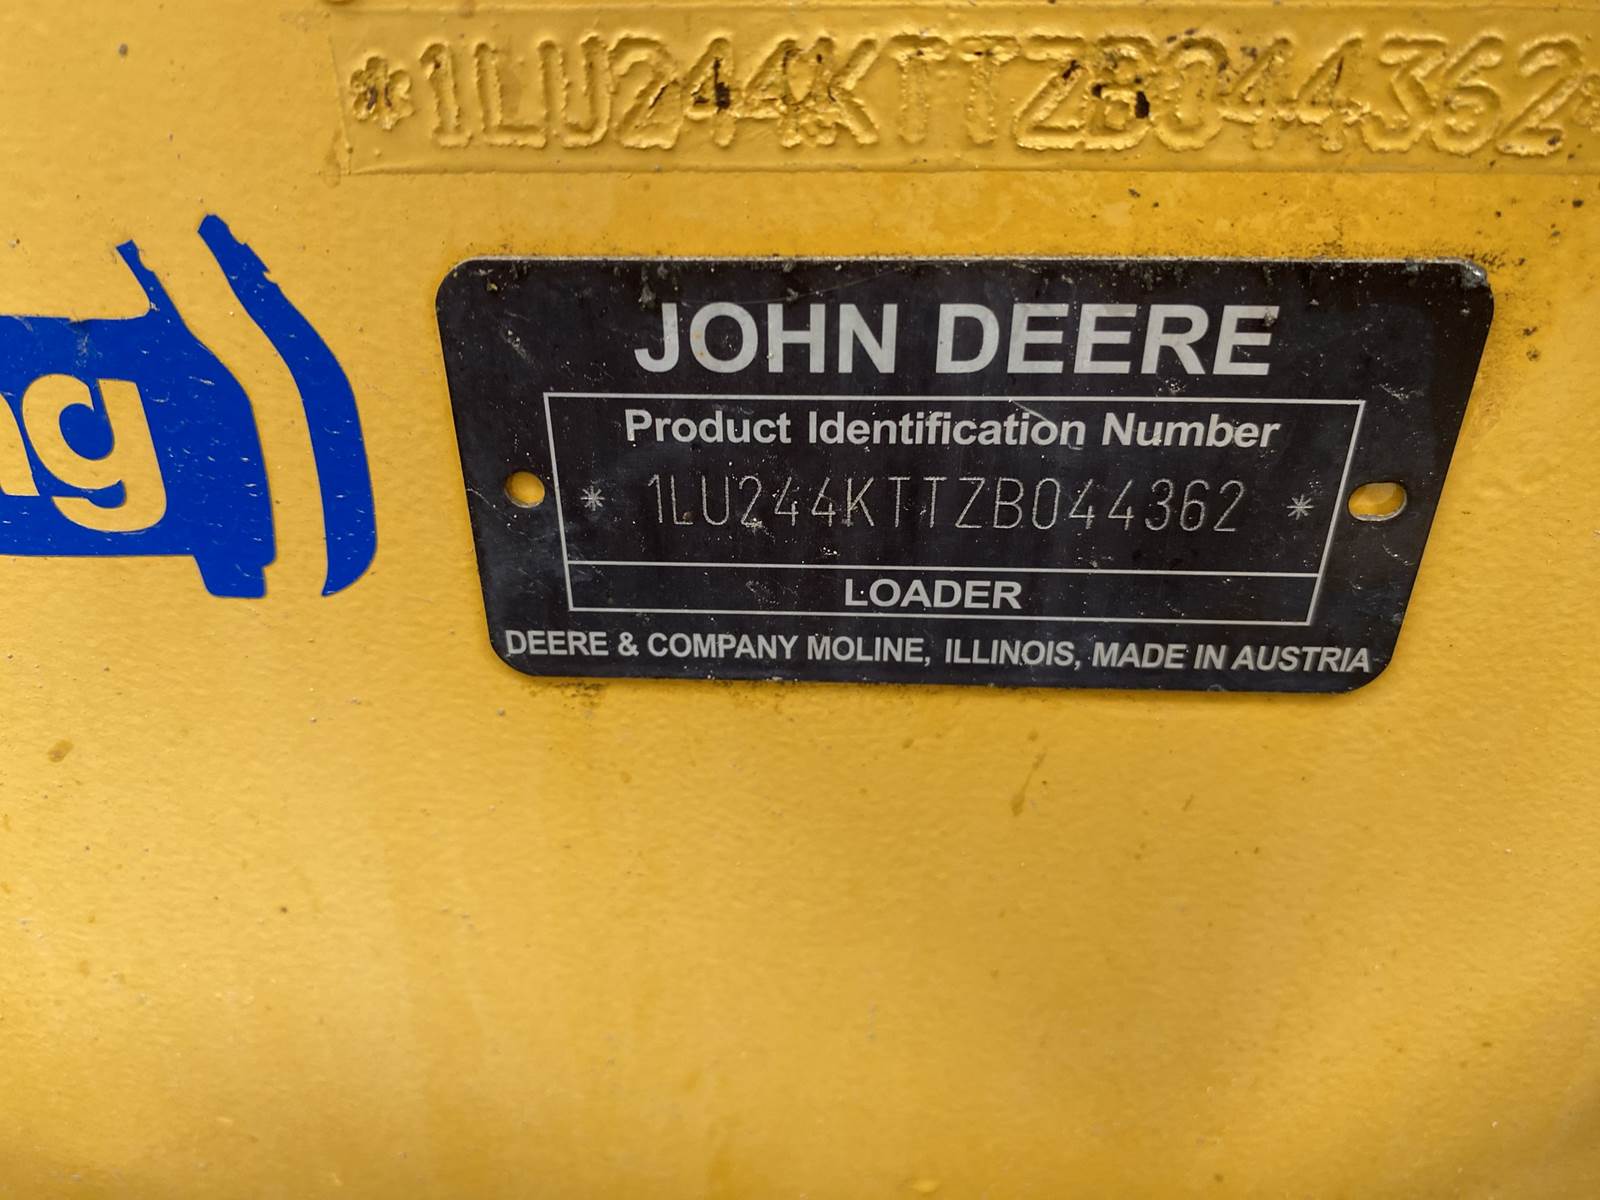 *1LU244KTTZB044362*
ng
JOHN DEERE
Product Identification Number
* 1LU244KTTZB044362 *
LOADER
DEERE & COMPANY MOLINE, ILLINOIS, MADE IN AUSTRIA